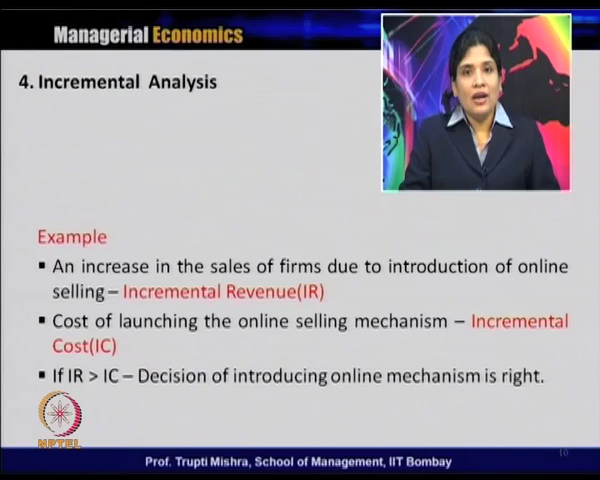 Managerial Economics
4. Incremental Analysis
Example
▪ An increase in the sales of firms due to introduction of online
selling – Incremental Revenue(IR)
▪ Cost of launching the online selling mechanism – Incremental
Cost(IC)
▪ If IR > IC – Decision of introducing online mechanism is right.
NPTEL
10
Prof. Trupti Mishra, School of Management, IIT Bombay